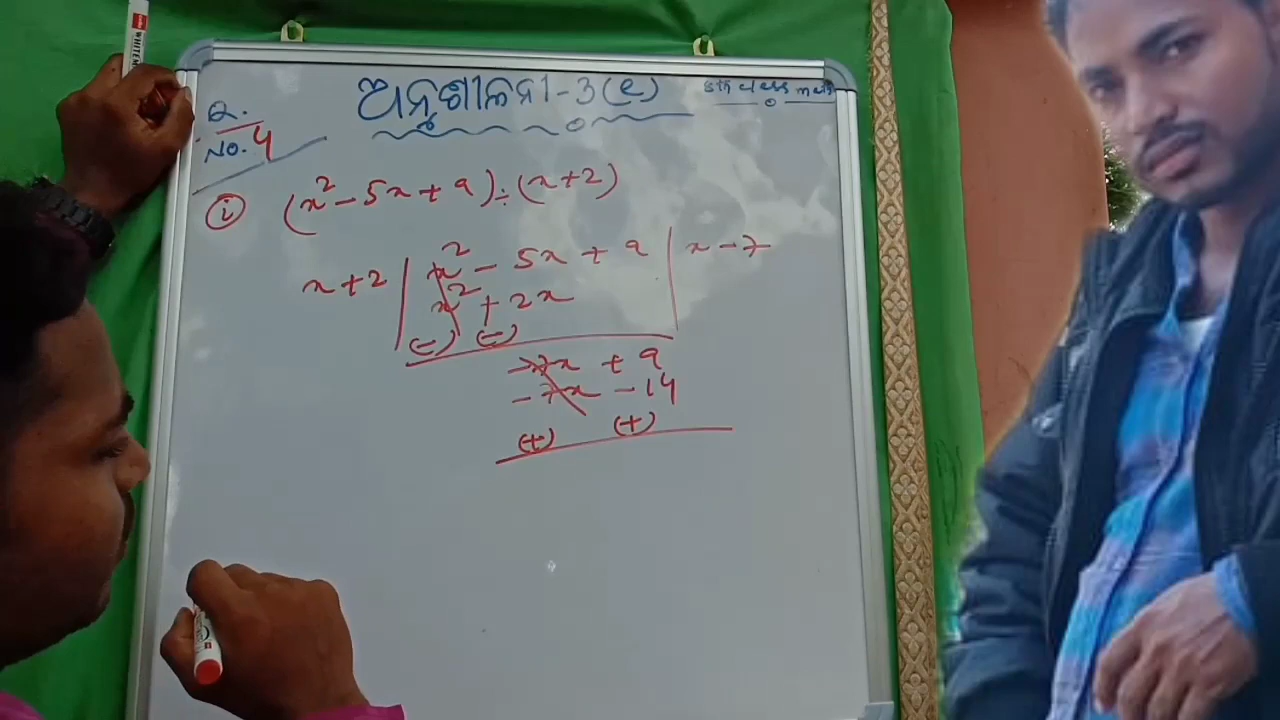 ଅନୁଶୀଳନୀ-3(e)
8th class math
Q. No. 4
(i) (x² - 5x + 9) ÷ (x+2)
x+2 | x² - 5x + 9 | x - 7
x² + 2x
(-) (-)
-7x + 9
-7x - 14
(+) (+)